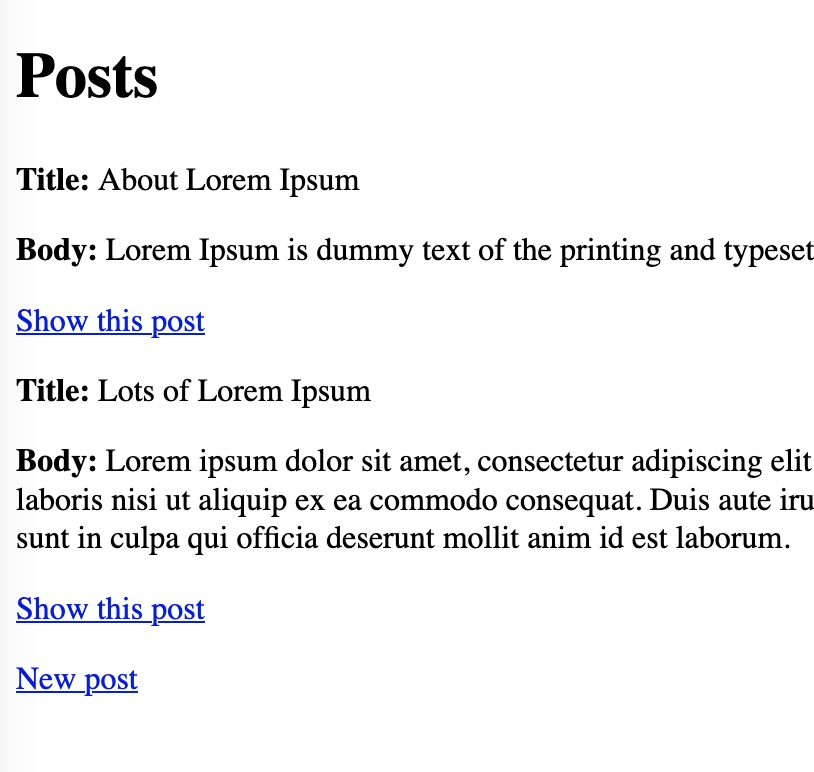 Posts
Title: About Lorem Ipsum
Body: Lorem Ipsum is dummy text of the printing and typeset
Show this post
Title: Lots of Lorem Ipsum
Body: Lorem ipsum dolor sit amet, consectetur adipiscing elit
laboris nisi ut aliquip ex ea commodo consequat. Duis aute iru
sunt in culpa qui officia deserunt mollit anim id est laborum.
Show this post
New post